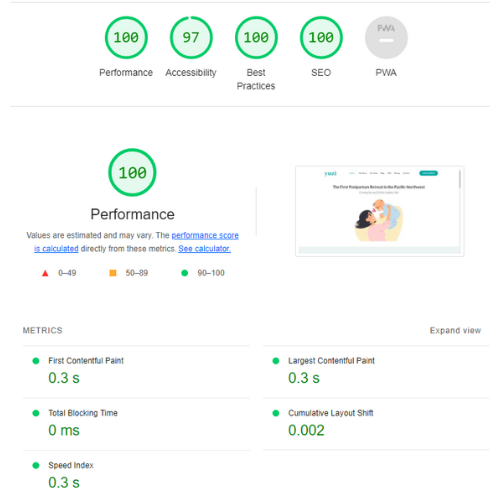 100 97 100 100 PWA
Performance Accessibility Best Practices SEO PWA
100
The First Postpartum Retreat in the Pacific Northwest
Performance
Values are estimated and may vary. The performance score
is calculated directly from these metrics. See calculator.
0–49 50–89 90–100
METRICS Expand view
First Contentful Paint Largest Contentful Paint
0.3 s 0.3 s
Total Blocking Time Cumulative Layout Shift
0 ms 0.002
Speed Index
0.3 s